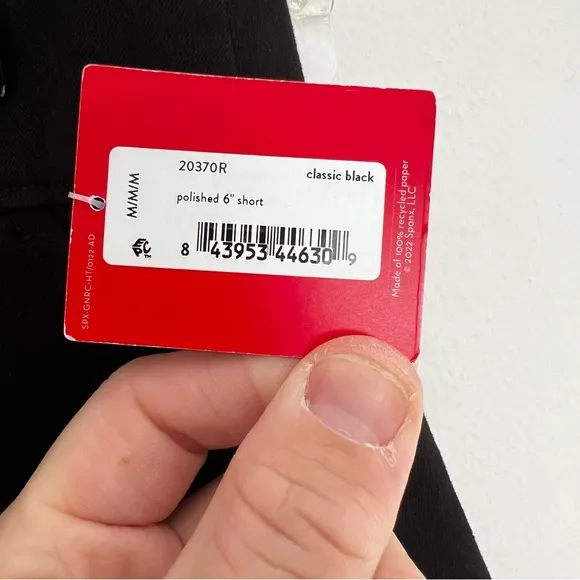 20370R
classic black
M/M/M
polished 6" short
8 43953 44630 9
SPX-GNRC-HT/0122-AD
Made of 100% recycled paper
© 2022 Spanx, LLC